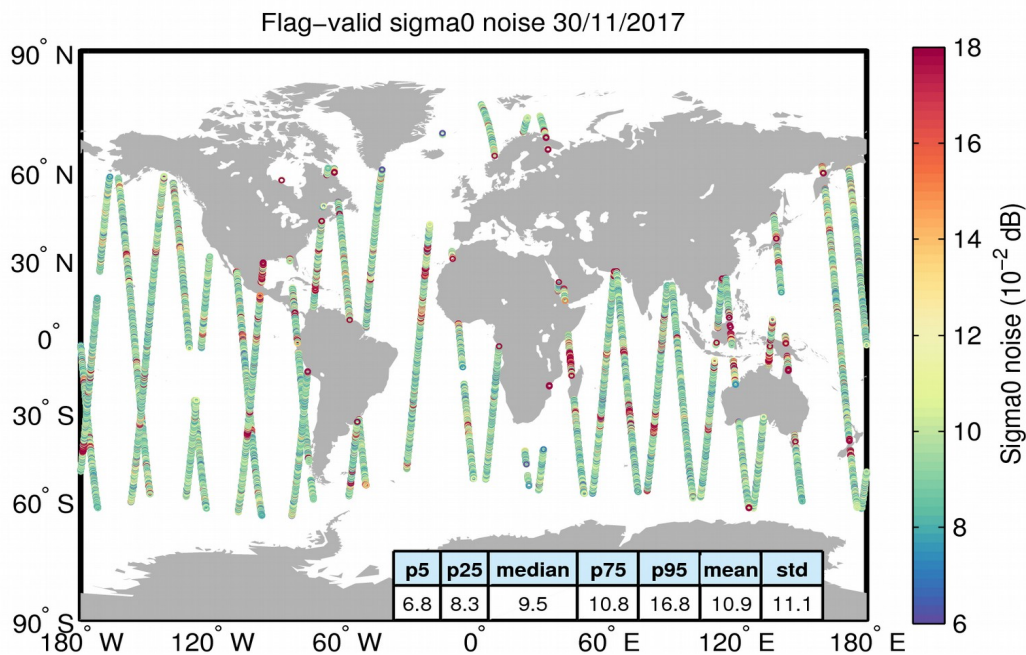 Flag−valid sigma0 noise 30/11/2017
90° N
60° N
30° N
0°
30° S
60° S
90° S
180° W
120° W
60° W
0°
60° E
120° E
180° E
p5 p25 median p75 p95 mean std
6.8 8.3 9.5 10.8 16.8 10.9 11.1
18
16
14
12
10
8
6
Sigma0 noise (10⁻² dB)